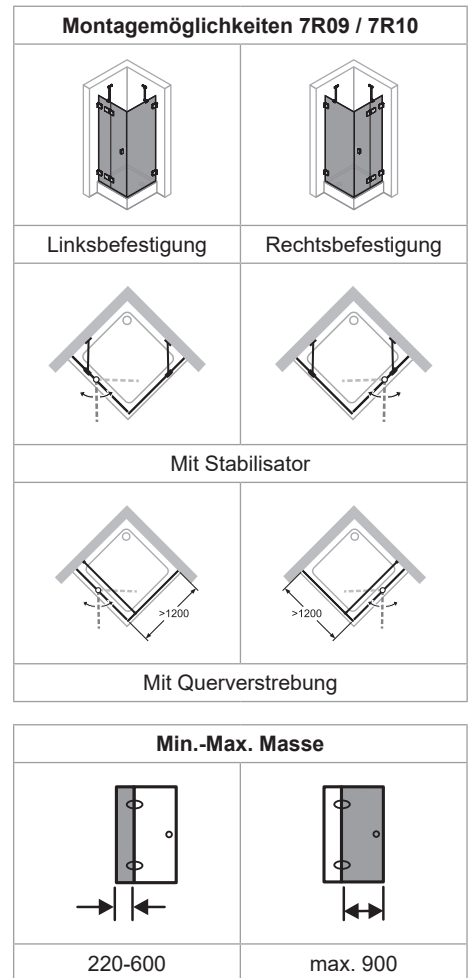 Montagemöglichkeiten 7R09 / 7R10
Linksbefestigung
Rechtsbefestigung
Mit Stabilisator
>1200
>1200
Mit Querverstrebung
Min.-Max. Masse
220-600
max. 900